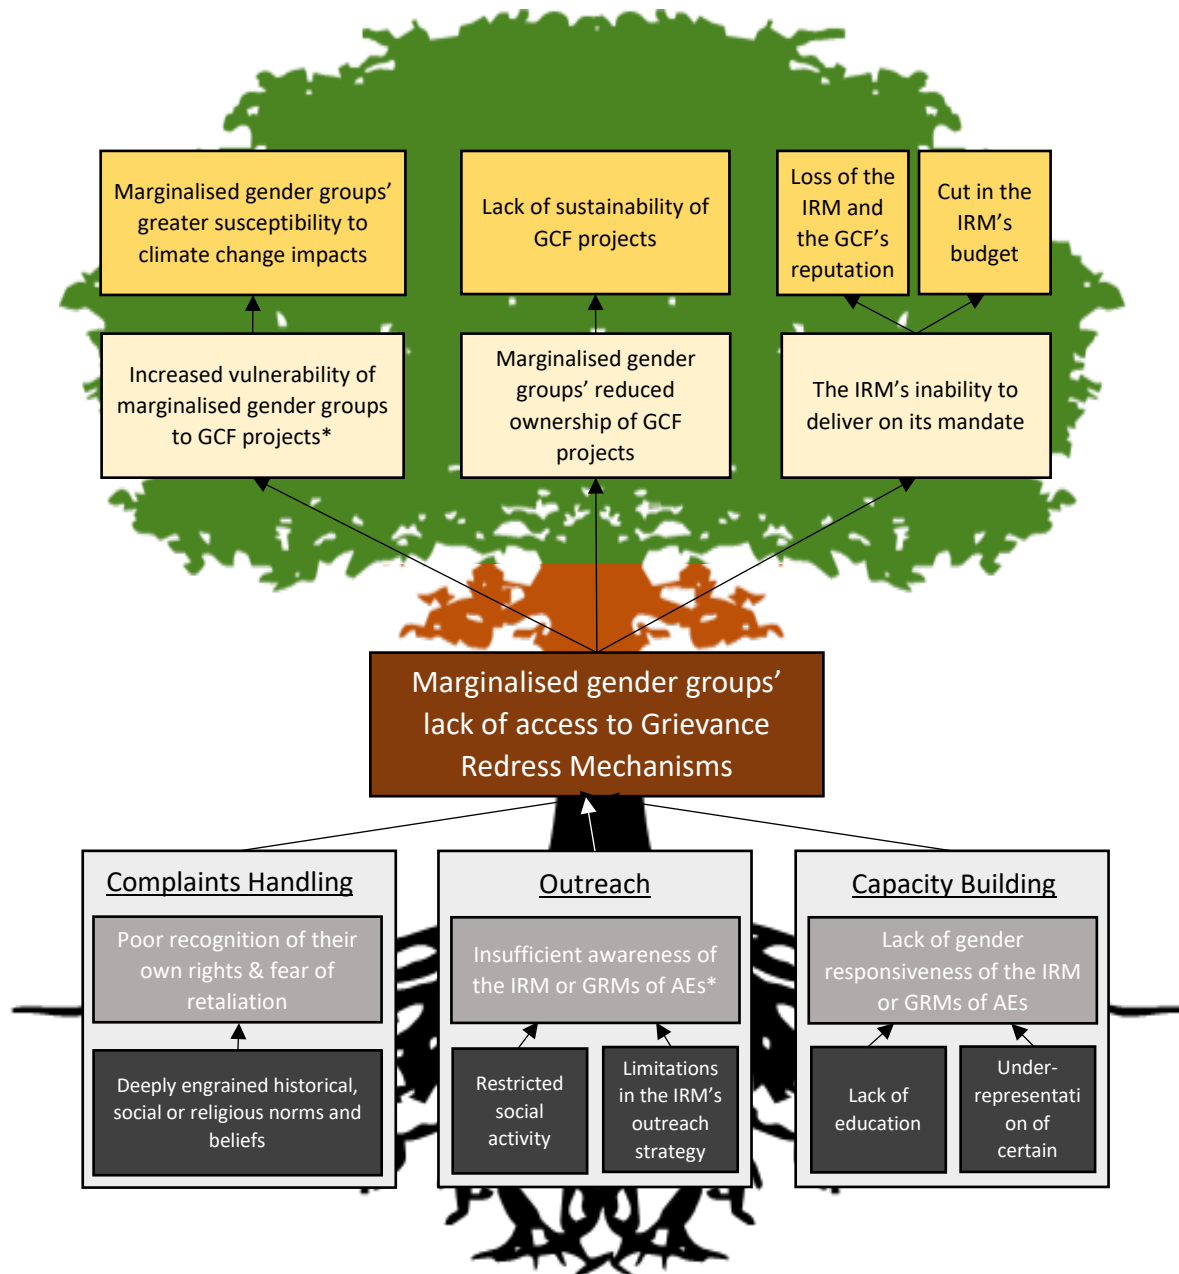 Marginalised gender groups’
greater susceptibility to
climate change impacts
Lack of sustainability of
GCF projects
Loss of the
IRM and
the GCF’s
reputation
Cut in the
IRM’s
budget
Increased vulnerability of
marginalised gender groups
to GCF projects*
Marginalised gender
groups’ reduced
ownership of GCF
projects
The IRM’s inability to
deliver on its mandate
Marginalised gender groups’
lack of access to Grievance
Redress Mechanisms
Complaints Handling
Poor recognition of their
own rights & fear of
retaliation
Deeply engrained historical,
social or religious norms and
beliefs
Outreach
Insufficient awareness of
the IRM or GRMs of AEs*
Restricted
social
activity
Limitations
in the IRM’s
outreach
strategy
Capacity Building
Lack of gender
responsiveness of the IRM
or GRMs of AEs
Lack of
education
Under-
representati
on of
certain